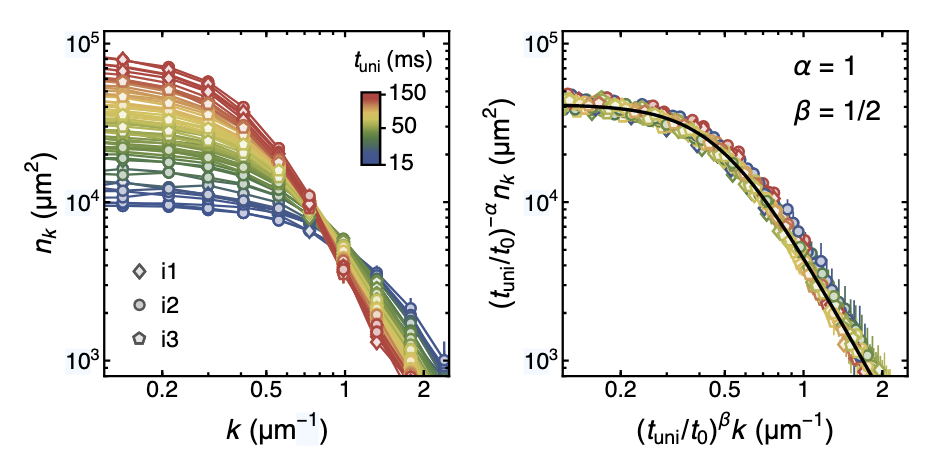 10⁵
10⁴
10³
nₖ (μm²)
t_uni (ms)
150
50
15
i1
i2
i3
0.2
0.5
1
2
k (μm⁻¹)
10⁵
10⁴
10³
(t_uni/t₀)^−α nₖ (μm²)
α = 1
β = 1/2
0.2
0.5
1
2
(t_uni/t₀)^β k (μm⁻¹)